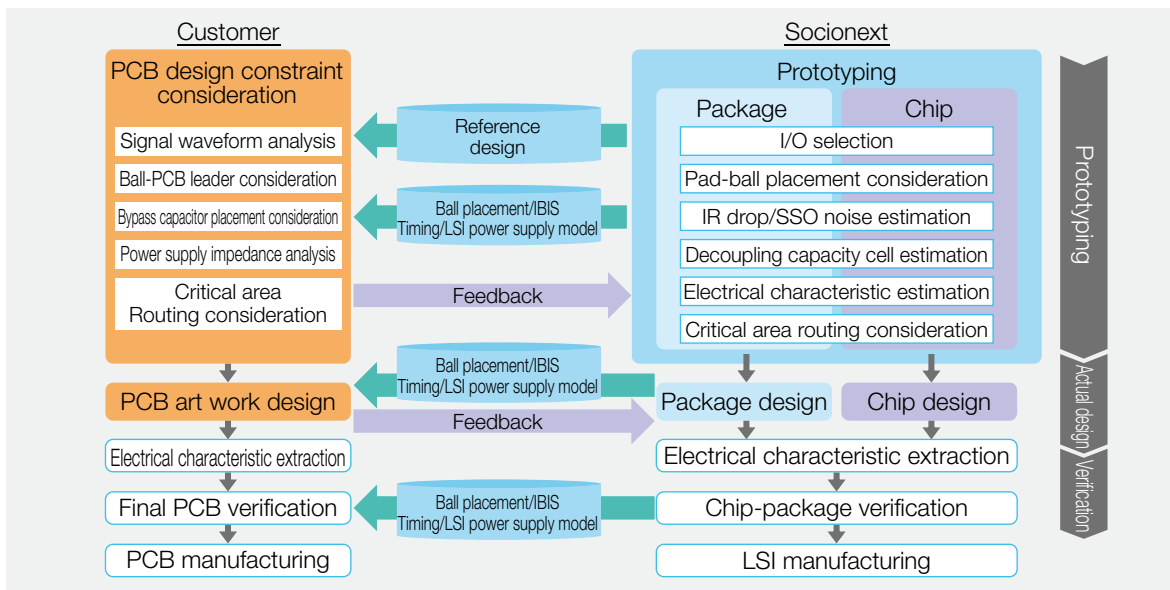 Customer
PCB design constraint
consideration
Signal waveform analysis
Ball-PCB leader consideration
Bypass capacitor placement consideration
Power supply impedance analysis
Critical area
Routing consideration
PCB art work design
Electrical characteristic extraction
Final PCB verification
PCB manufacturing
Reference
design
Ball placement/IBIS
Timing/LSI power supply model
Feedback
Ball placement/IBIS
Timing/LSI power supply model
Feedback
Ball placement/IBIS
Timing/LSI power supply model
Socionext
Prototyping
Package
Chip
I/O selection
Pad-ball placement consideration
IR drop/SSO noise estimation
Decoupling capacity cell estimation
Electrical characteristic estimation
Critical area routing consideration
Package design
Chip design
Electrical characteristic extraction
Chip-package verification
LSI manufacturing
Prototyping
Actual design
Verification